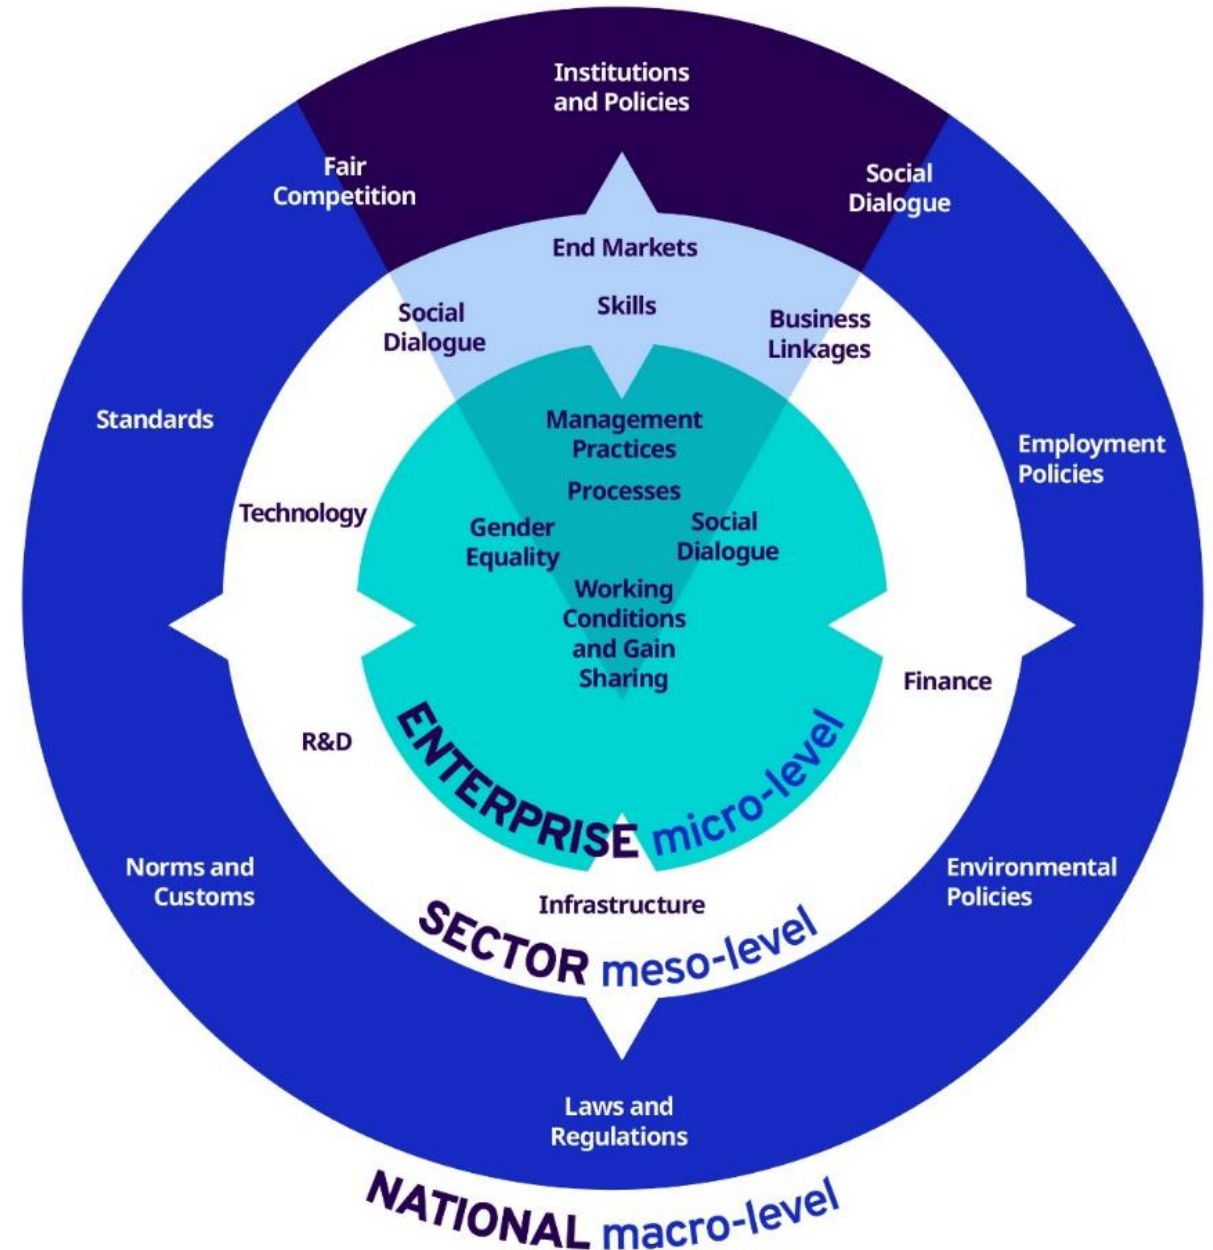 Institutions
and Policies
Fair
Competition
Social
Dialogue
End Markets
Skills
Social
Dialogue
Business
Linkages
Standards
Management
Practices
Employment
Policies
Processes
Technology
Gender
Equality
Social
Dialogue
Working
Conditions
and Gain
Sharing
Finance
R&D
ENTERPRISE micro-level
Norms and
Customs
Environmental
Policies
Infrastructure
SECTOR meso-level
Laws and
Regulations
NATIONAL macro-level